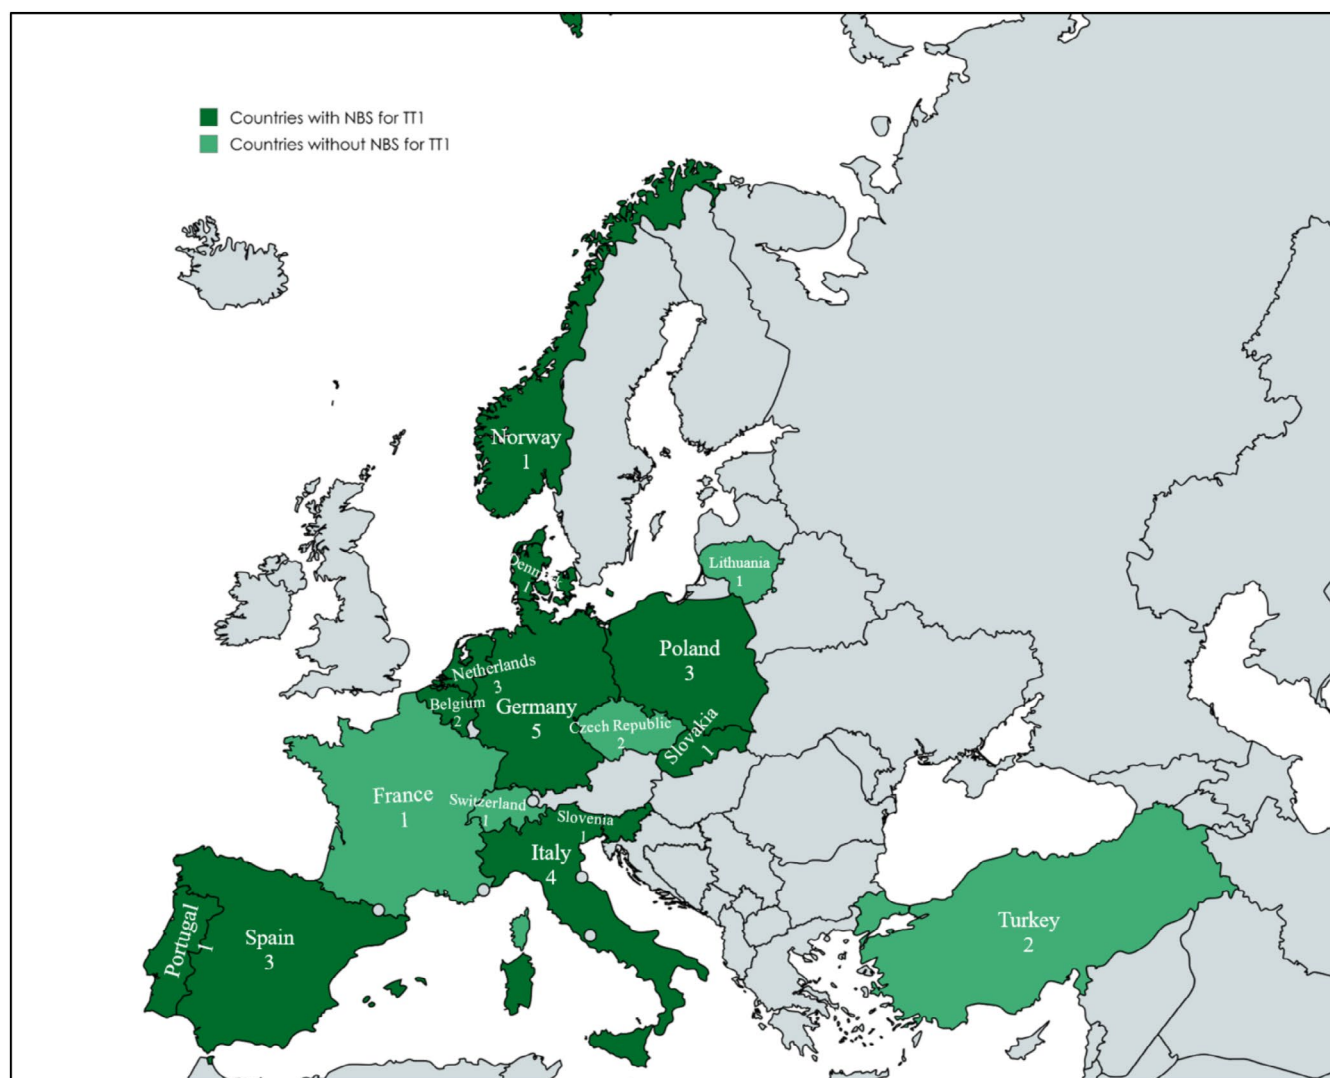 Countries with NBS for TT1
Countries without NBS for TT1
Norway
1
Denmark
1
Lithuania
1
Poland
3
Netherlands
3
Belgium
2
Germany
5
Czech Republic
2
Slovakia
1
France
1
Switzerland
1
Slovenia
1
Italy
4
Portugal
1
Spain
3
Turkey
2